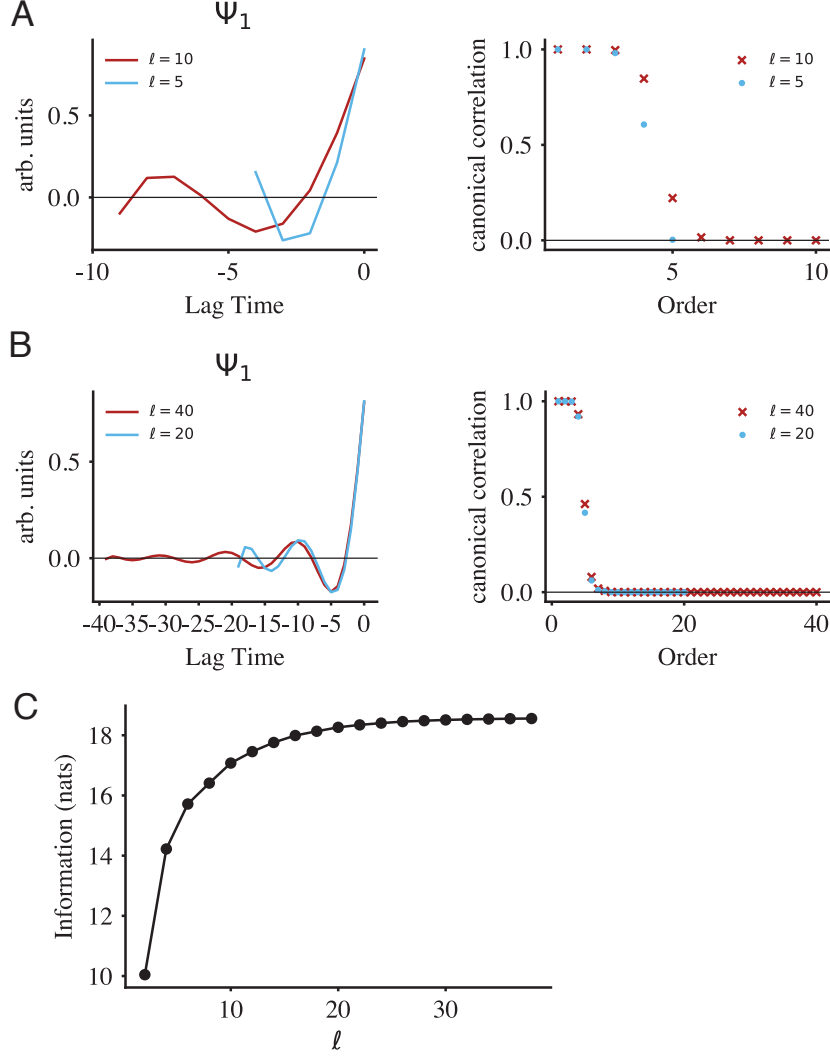 A
Ψ1
ℓ = 10
ℓ = 5
arb. units
0.5
0.0
-10
-5
0
Lag Time
canonical correlation
1.0
0.5
0.0
ℓ = 10
ℓ = 5
5
10
Order
B
Ψ1
ℓ = 40
ℓ = 20
arb. units
0.5
0.0
-40-35-30-25-20-15-10 -5 0
Lag Time
canonical correlation
1.0
0.5
0.0
ℓ = 40
ℓ = 20
0
20
40
Order
C
Information (nats)
18
16
14
12
10
10
20
30
ℓ